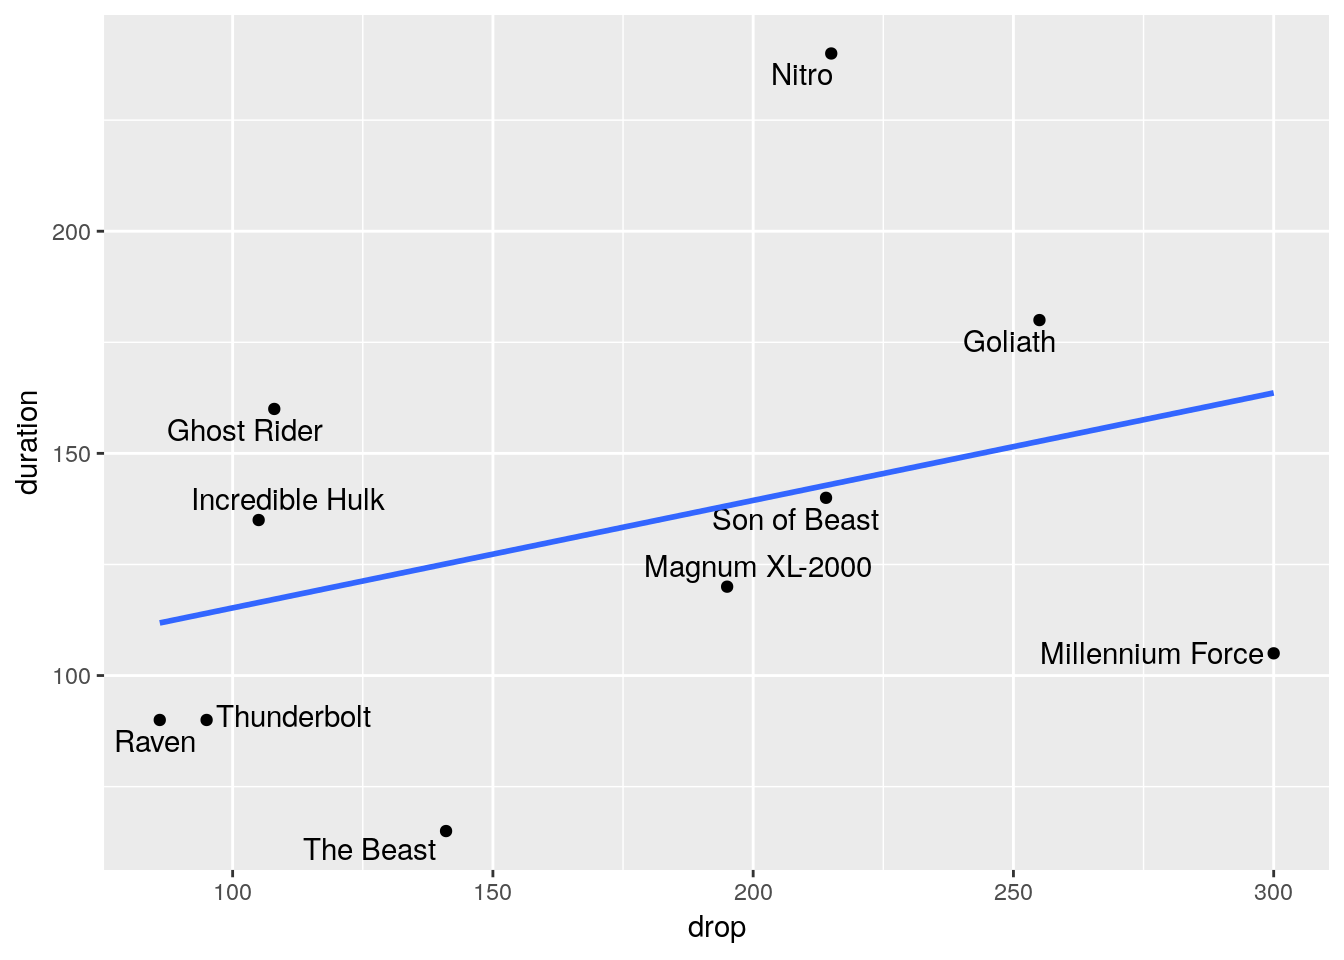 Nitro
200
Goliath
Ghost Rider
150
Incredible Hulk
Son of Beast
Magnum XL-2000
Millennium Force
100
Thunderbolt
Raven
The Beast
100 150 200 250 300
drop
duration